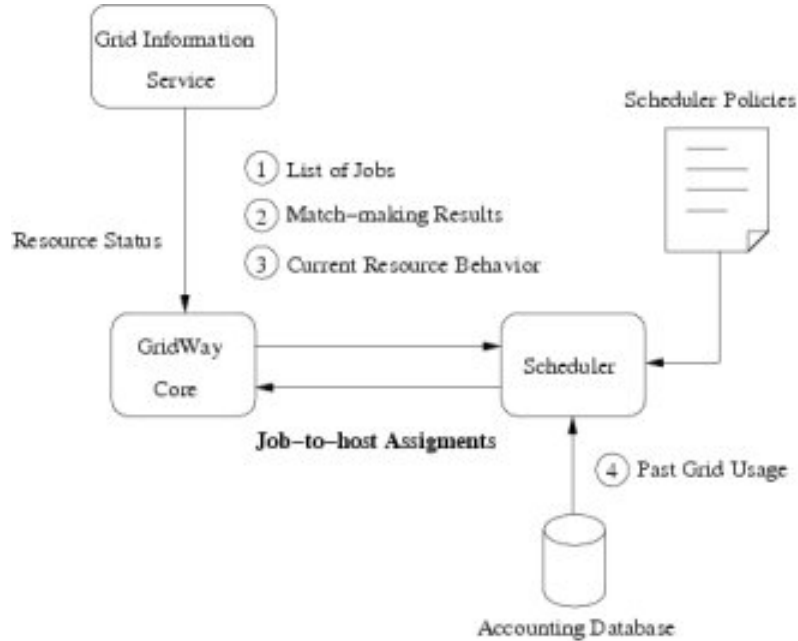 Grid Information
Service
Scheduler Policies
1 List of Jobs
2 Match-making Results
3 Current Resource Behavior
Resource Status
GridWay
Core
Scheduler
Job-to-host Assigments
4 Past Grid Usage
Accounting Database